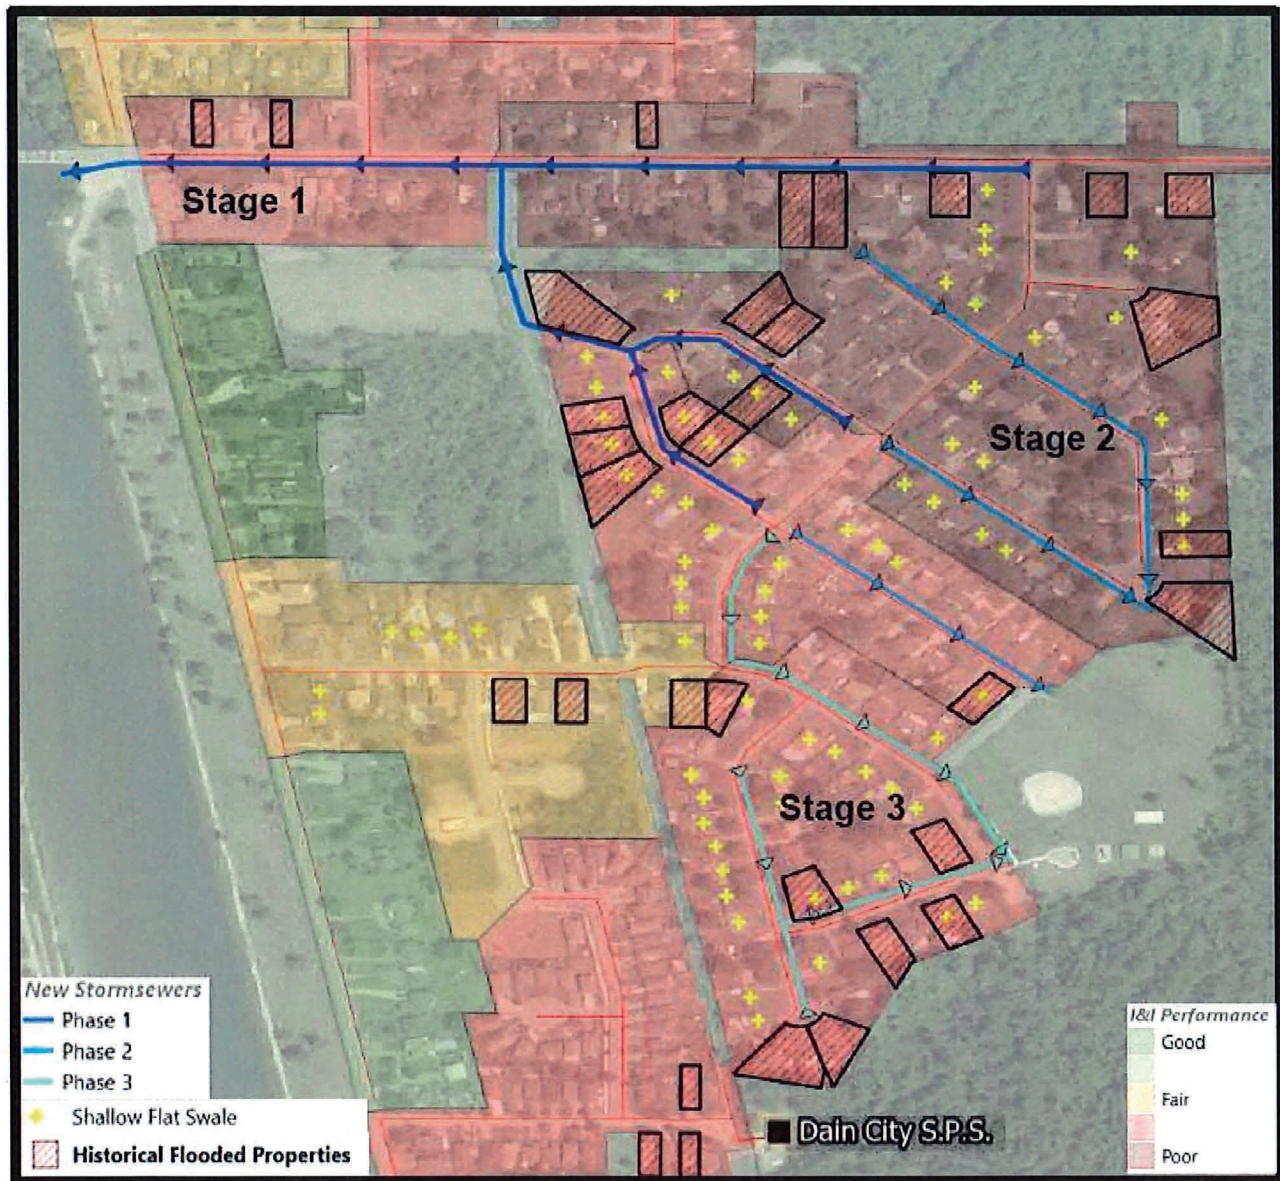 Stage 1
Stage 2
Stage 3
New Stormsewers
Phase 1
Phase 2
Phase 3
Shallow Flat Swale
Historical Flooded Properties
Dain City S.P.S.
I&I Performance
Good
Fair
Poor